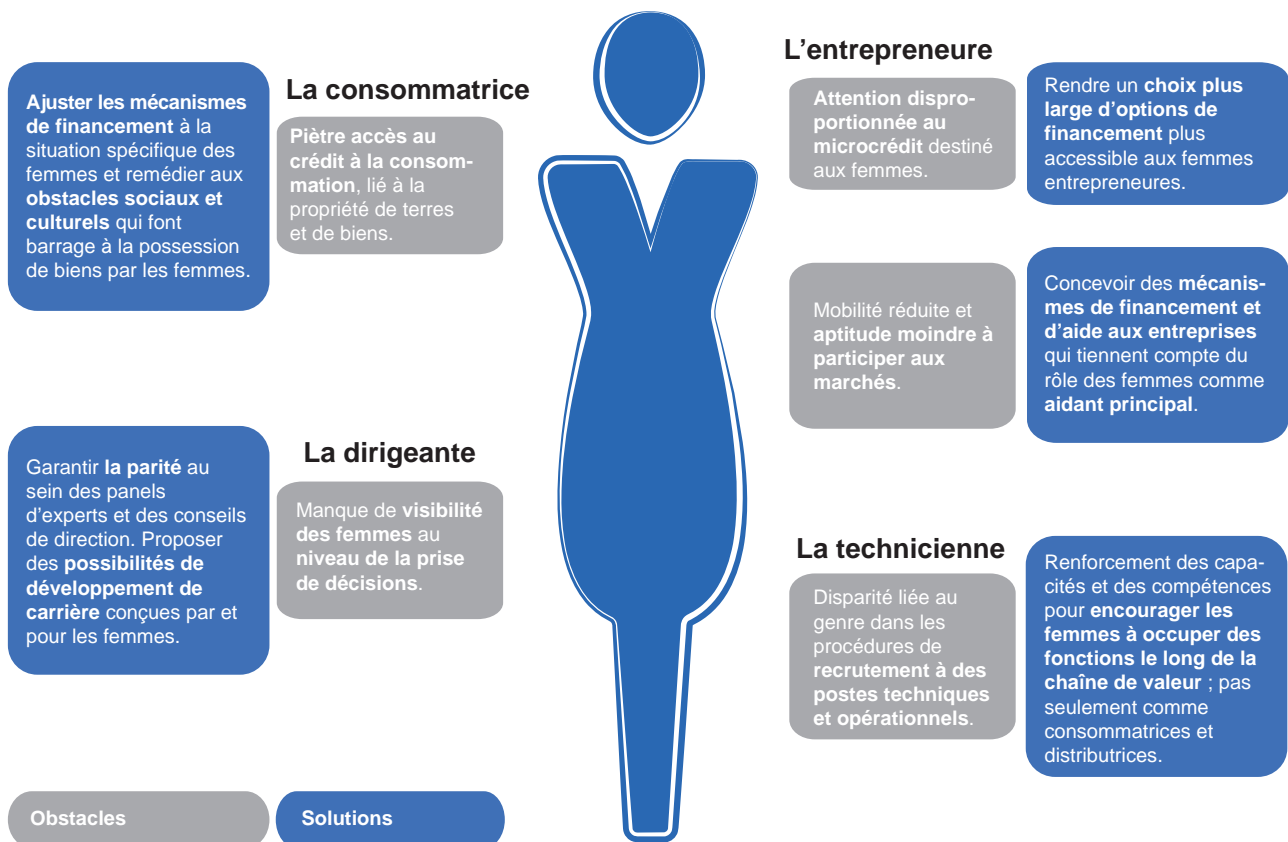 La consommatrice
Ajuster les mécanismes
de financement à la
situation spécifique des
femmes et remédier aux
obstacles sociaux et
culturels qui font
barrage à la possession
de biens par les femmes.
Piètre accès au
crédit à la consom-
mation, lié à la
propriété de terres
et de biens.
La dirigeante
Garantir la parité au
sein des panels
d’experts et des conseils
de direction. Proposer
des possibilités de
développement de
carrière conçues par et
pour les femmes.
Manque de visibilité
des femmes au
niveau de la prise
de décisions.
L’entrepreneure
Attention dispro-
portionnée au
microcrédit destiné
aux femmes.
Rendre un choix plus
large d’options de
financement plus
accessible aux femmes
entrepreneures.
Mobilité réduite et
aptitude moindre à
participer aux
marchés.
Concevoir des mécanis-
mes de financement et
d’aide aux entreprises
qui tiennent compte du
rôle des femmes comme
aidant principal.
La technicienne
Disparité liée au
genre dans les
procédures de
recrutement à des
postes techniques
et opérationnels.
Renforcement des capa-
cités et des compétences
pour encourager les
femmes à occuper des
fonctions le long de la
chaîne de valeur ; pas
seulement comme
consommatrices et
distributrices.
Obstacles
Solutions